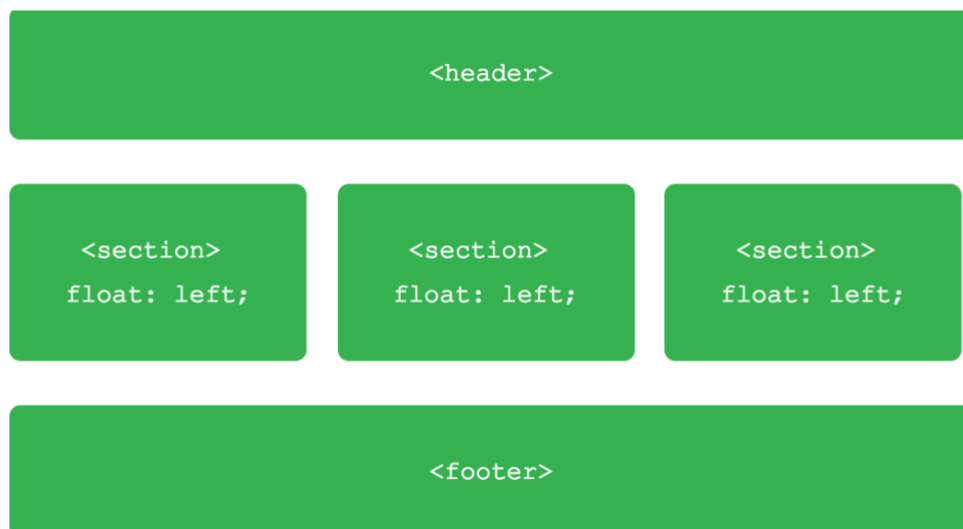 <header>
<section> <section> <section>
float: left; float: left; float: left;
<footer>